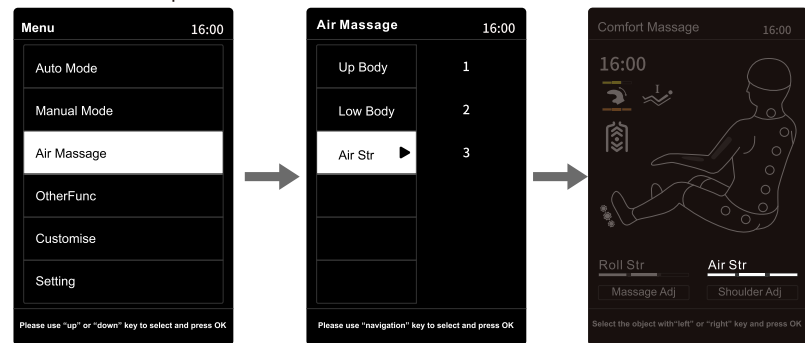 Menu 16:00
Auto Mode
Manual Mode
Air Massage
OtherFunc
Customise
Setting
Please use “up” or “down” key to select and press OK
Air Massage 16:00
Up Body 1
Low Body 2
Air Str 3
Please use “navigation” key to select and press OK
Comfort Massage 16:00
16:00
I
Roll Str Air Str
Massage Adj Shoulder Adj
Select the object with“left” or “right” key and press OK